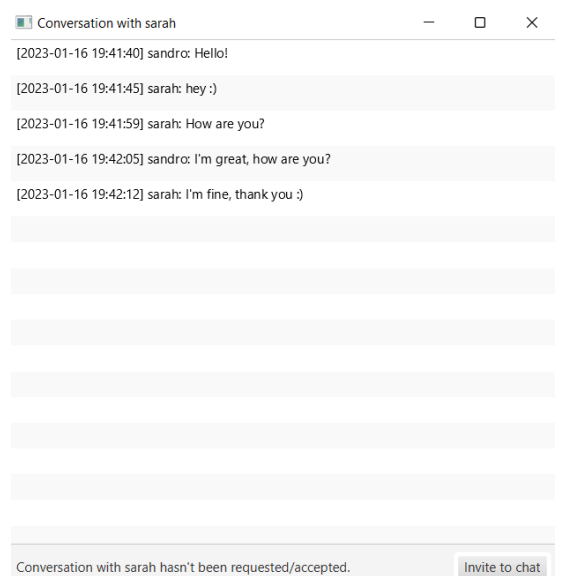 Conversation with sarah
[2023-01-16 19:41:40] sandro: Hello!
[2023-01-16 19:41:45] sarah: hey :)
[2023-01-16 19:41:59] sarah: How are you?
[2023-01-16 19:42:05] sandro: I'm great, how are you?
[2023-01-16 19:42:12] sarah: I'm fine, thank you :)
Conversation with sarah hasn't been requested/accepted.
Invite to chat